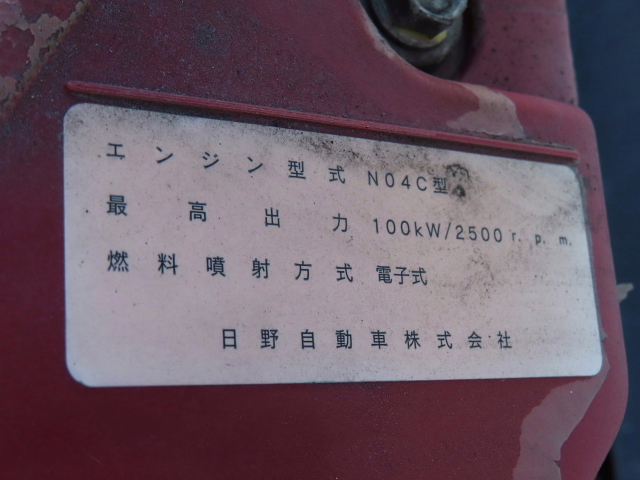 エンジン型式 N04C型
最高出力 100kW/2500r.p.m.
燃料噴射方式 電子式
日野自動車株式会社